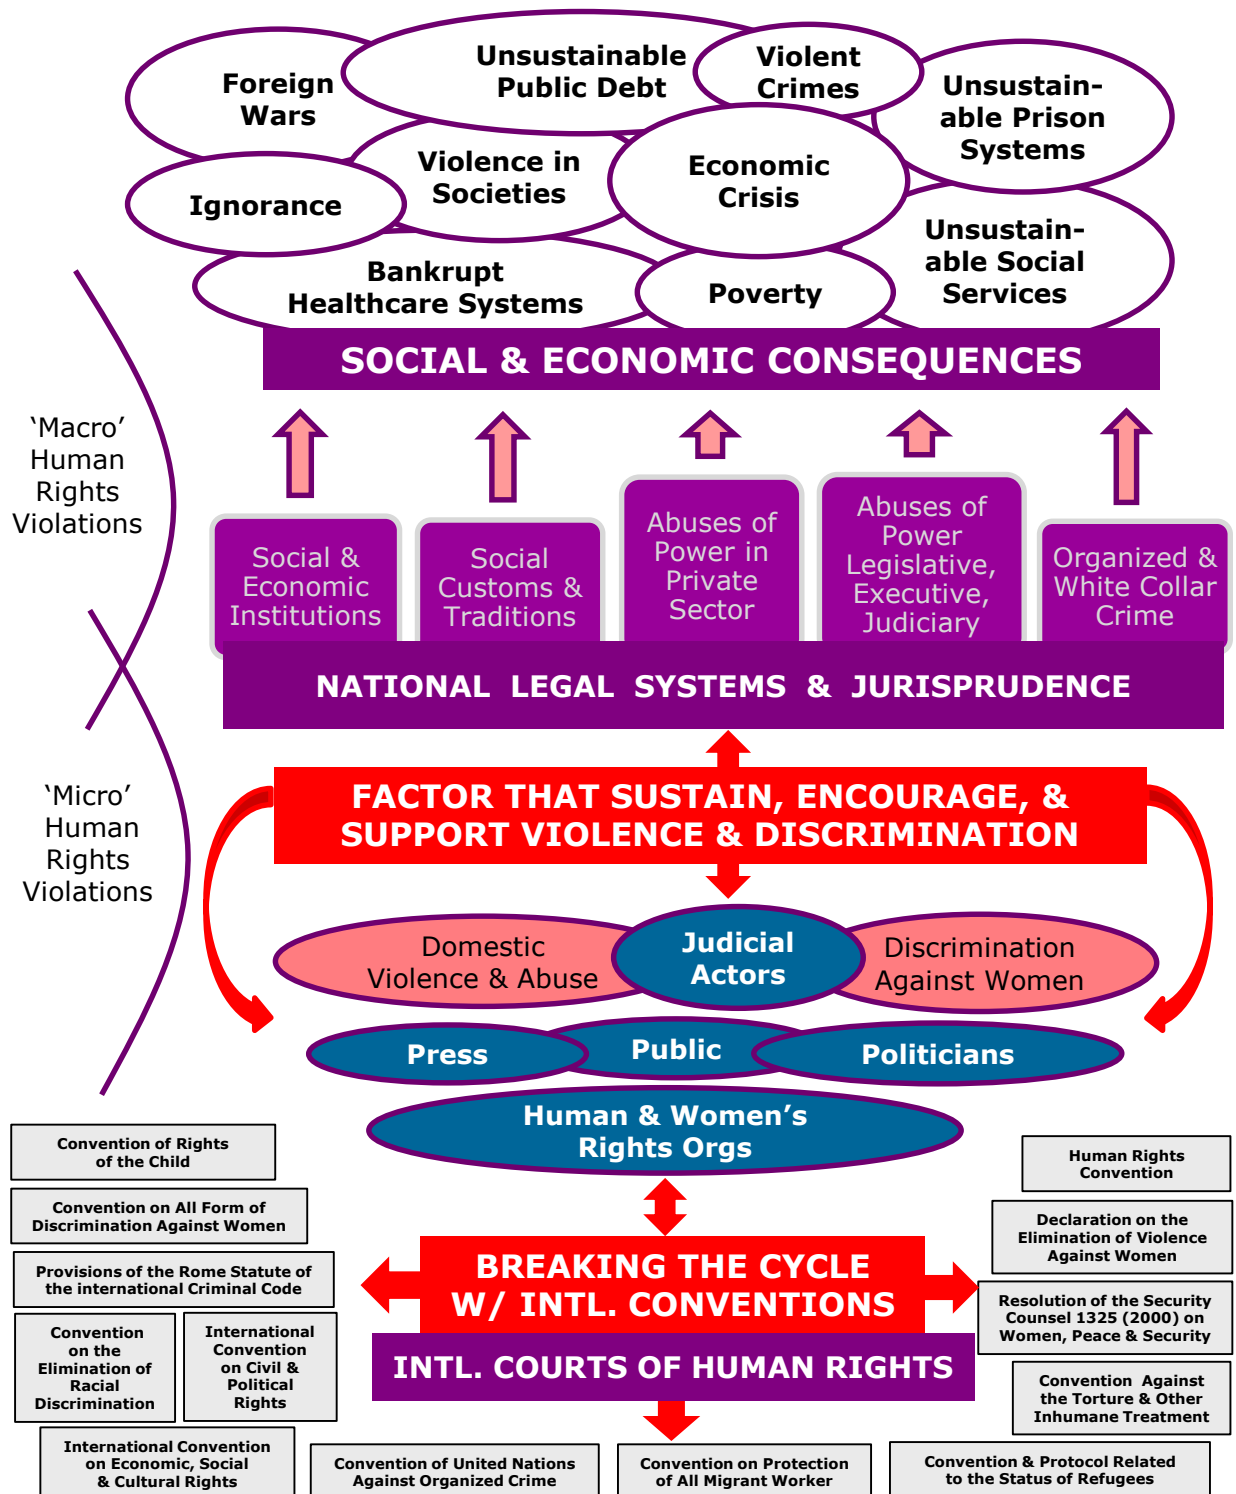 Foreign
Wars
Unsustainable
Public Debt
Violent
Crimes
Unsustain-
able Prison
Systems
Ignorance
Violence in
Societies
Economic
Crisis
Unsustain-
able Social
Services
Bankrupt
Healthcare Systems
Poverty
SOCIAL & ECONOMIC CONSEQUENCES
‘Macro’
Human
Rights
Violations
Social &
Economic
Institutions
Social
Customs &
Traditions
Abuses of
Power in
Private
Sector
Abuses of
Power
Legislative,
Executive,
Judiciary
Organized &
White Collar
Crime
NATIONAL LEGAL SYSTEMS & JURISPRUDENCE
‘Micro’
Human
Rights
Violations
FACTOR THAT SUSTAIN, ENCOURAGE, &
SUPPORT VIOLENCE & DISCRIMINATION
Domestic
Violence & Abuse
Judicial
Actors
Discrimination
Against Women
Press
Public
Politicians
Human & Women’s
Rights Orgs
Convention of Rights
of the Child
Convention on All Form of
Discrimination Against Women
Provisions of the Rome Statute of
the international Criminal Code
Convention
on the
Elimination of
Racial
Discrimination
International
Convention
on Civil &
Political
Rights
International Convention
on Economic, Social
& Cultural Rights
BREAKING THE CYCLE
W/ INTL. CONVENTIONS
INTL. COURTS OF HUMAN RIGHTS
Human Rights
Convention
Declaration on the
Elimination of Violence
Against Women
Resolution of the Security
Counsel 1325 (2000) on
Women, Peace & Security
Convention Against
the Torture & Other
Inhumane Treatment
Convention of United Nations
Against Organized Crime
Convention on Protection
of All Migrant Worker
Convention & Protocol Related
to the Status of Refugees